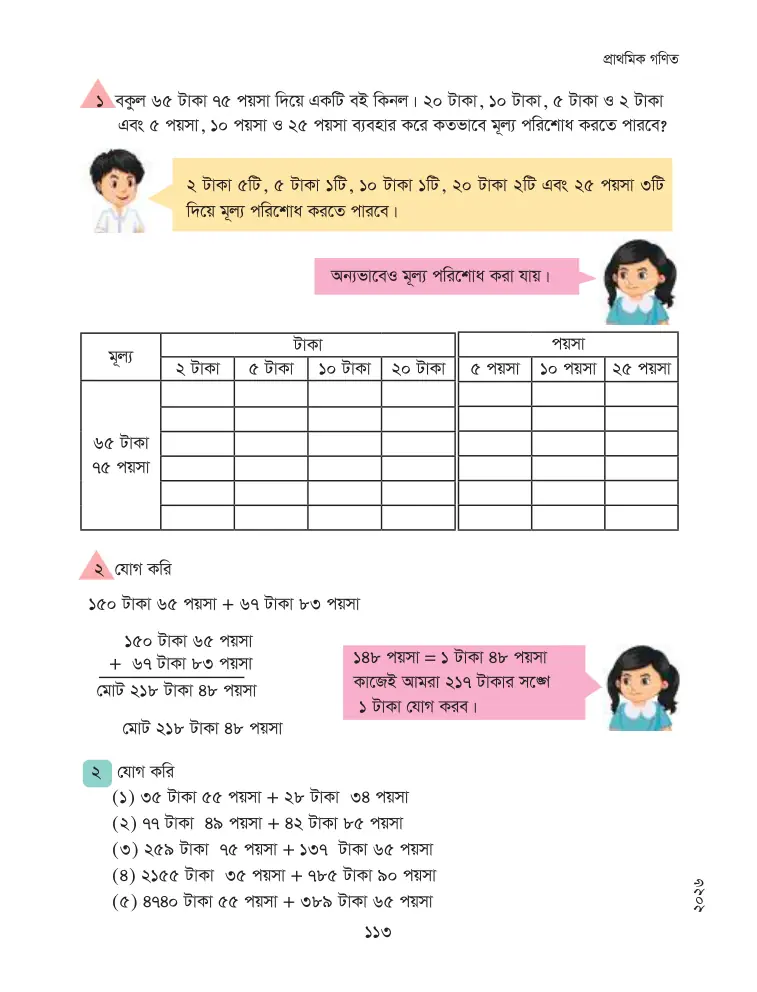 প্রাথমিক গণিত
১ বকুল ৬৫ টাকা ৭৫ পয়সা দিয়ে একটি বই কিনল। ২০ টাকা, ১০ টাকা, ৫ টাকা ও ২ টাকা
এবং ৫ পয়সা, ১০ পয়সা ও ২৫ পয়সা ব্যবহার করে কতভাবে মূল্য পরিশোধ করতে পারবে?
২ টাকা ৫টি, ৫ টাকা ১টি, ১০ টাকা ১টি, ২০ টাকা ২টি এবং ২৫ পয়সা ৩টি
দিয়ে মূল্য পরিশোধ করতে পারবে।
অন্যভাবেও মূল্য পরিশোধ করা যায়।
মূল্য টাকা পয়সা
২ টাকা ৫ টাকা ১০ টাকা ২০ টাকা ৫ পয়সা ১০ পয়সা ২৫ পয়সা
৬৫ টাকা
৭৫ পয়সা
২ যোগ করি
১৫০ টাকা ৬৫ পয়সা + ৬৭ টাকা ৮৩ পয়সা
১৫০ টাকা ৬৫ পয়সা
+ ৬৭ টাকা ৮৩ পয়সা
মোট ২১৮ টাকা ৪৮ পয়সা
মোট ২১৮ টাকা ৪৮ পয়সা
১৪৮ পয়সা = ১ টাকা ৪৮ পয়সা
কাজেই আমরা ২১৭ টাকার সঙ্গে
১ টাকা যোগ করব।
২ যোগ করি
(১) ৩৫ টাকা ৫৫ পয়সা + ২৮ টাকা ৩৪ পয়সা
(২) ৭৭ টাকা ৪৯ পয়সা + ৪২ টাকা ৮৫ পয়সা
(৩) ২৫৯ টাকা ৭৫ পয়সা + ১৩৭ টাকা ৬৫ পয়সা
(৪) ২১৫৫ টাকা ৩৫ পয়সা + ৭৮৫ টাকা ৯০ পয়সা
(৫) ৪৭৪০ টাকা ৫৫ পয়সা + ৩৮৯ টাকা ৬৫ পয়সা
১১৩
২০২৬